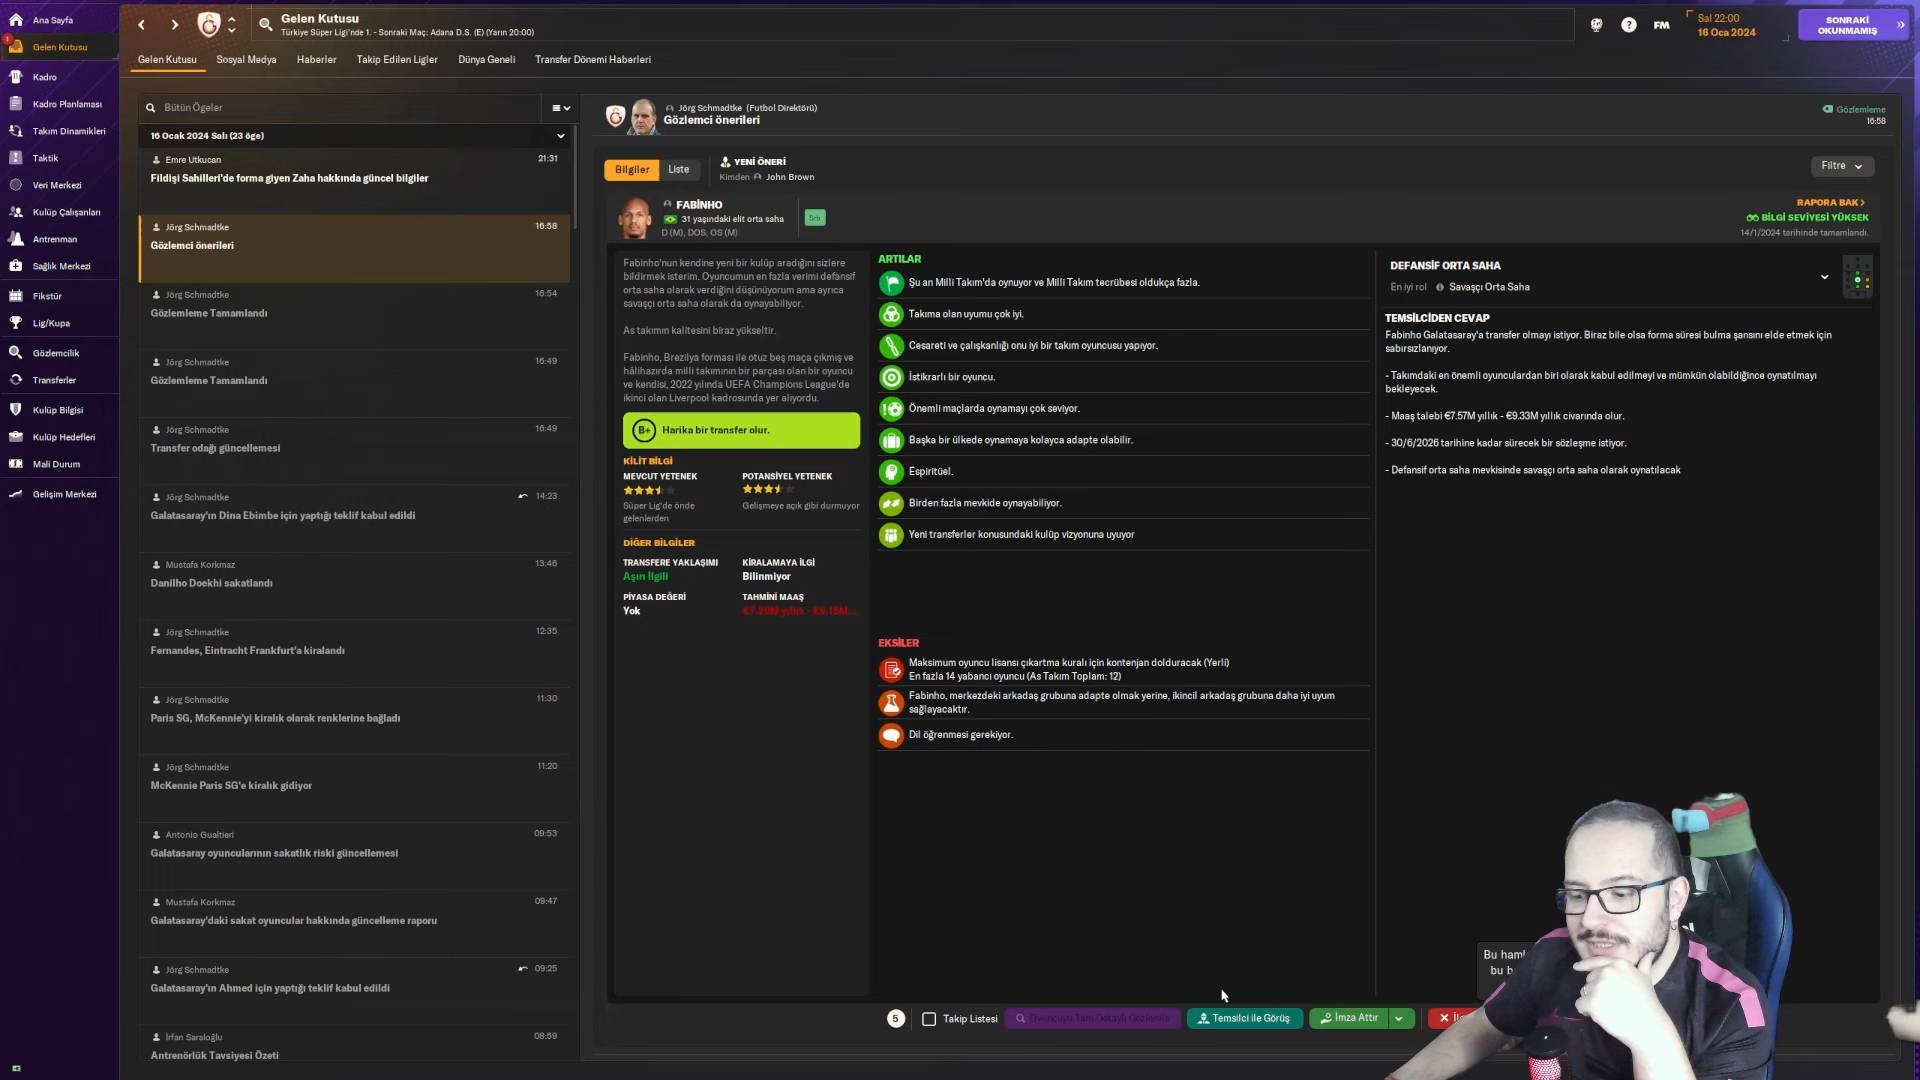 Ana Sayfa
Gelen Kutusu
Kadro
Kadro Planlaması
Takım Dinamikleri
Taktik
Veri Merkezi
Kulüp Çalışanları
Antrenman
Sağlık Merkezi
Fikstür
Lig/Kupa
Gözlemcilik
Transferler
Kulüp Bilgisi
Kulüp Hedefleri
Mali Durum
Gelişim Merkezi
1
Gelen Kutusu
Türkiye Süper Ligi'nde 1. - Sonraki Maç: Adana D.S. (E) (Yarın 20:00)
FM
Sal 22:00
16 Oca 2024
SONRAKİ
OKUNMAMIŞ
Gelen Kutusu
Sosyal Medya
Haberler
Takip Edilen Ligler
Dünya Geneli
Transfer Dönemi Haberleri
Bütün Ögeler
16 Ocak 2024 Salı (23 öge)
Emre Utkucan 21:31
Fildişi Sahilleri'de forma giyen Zaha hakkında güncel bilgiler
Jörg Schmadtke 16:58
Gözlemci önerileri
Jörg Schmadtke 16:54
Gözlemleme Tamamlandı
Jörg Schmadtke 16:49
Gözlemleme Tamamlandı
Jörg Schmadtke 16:49
Transfer odağı güncellemesi
Jörg Schmadtke 14:23
Galatasaray'ın Dina Ebimbe için yaptığı teklif kabul edildi
Mustafa Korkmaz 13:46
Danilho Doekhi sakatlandı
Jörg Schmadtke 12:35
Fernandes, Eintracht Frankfurt'a kiralandı
Jörg Schmadtke 11:30
Paris SG, McKennie'yi kiralık olarak renklerine bağladı
Jörg Schmadtke 11:20
McKennie Paris SG'e kiralık gidiyor
Antonio Gualtieri 09:53
Galatasaray oyuncularının sakatlık riski güncellemesi
Mustafa Korkmaz 09:47
Galatasaray'daki sakat oyuncular hakkında güncelleme raporu
Jörg Schmadtke 09:25
Galatasaray'ın Ahmed için yaptığı teklif kabul edildi
İrfan Saraloğlu 08:59
Antrenörlük Tavsiyesi Özeti
Jörg Schmadtke (Futbol Direktörü)
Gözlemci önerileri
Gözlemleme
16:58
Bilgiler
Liste
YENİ ÖNERİ
Kimden John Brown
Filtre
FABİNHO
31 yaşındaki elit orta saha
D (M), DOS, OS (M)
Srb
RAPORA BAK >
BİLGİ SEVİYESİ YÜKSEK
14/1/2024 tarihinde tamamlandı.
Fabinho'nun kendine yeni bir kulüp aradığını sizlere
bildirmek isterim. Oyuncumun en fazla verimi defansif
orta saha olarak verdiğini düşünüyorum ama ayrıca
savaşçı orta saha olarak da oynayabiliyor.
As takımın kalitesini biraz yükseltir.
Fabinho, Brezilya forması ile otuz beş maça çıkmış ve
hâlihazırda milli takımının bir parçası olan bir oyuncu
ve kendisi, 2022 yılında UEFA Champions League'de
ikinci olan Liverpool kadrosunda yer alıyordu.
B+ Harika bir transfer olur.
KİLİT BİLGİ
MEVCUT YETENEK
POTANSİYEL YETENEK
Süper Lig'de önde
gelenlerden
Gelişmeye açık gibi durmuyor
DİĞER BİLGİLER
TRANSFERE YAKLAŞIMI
KİRALAMAYA İLGİ
Aşırı İlgili
Bilinmiyor
PİYASA DEĞERİ
TAHMİNİ MAAŞ
Yok
ARTILAR
Şu an Milli Takım'da oynuyor ve Milli Takım tecrübesi oldukça fazla.
Takıma olan uyumu çok iyi.
Cesareti ve çalışkanlığı onu iyi bir takım oyuncusu yapıyor.
İstikrarlı bir oyuncu.
Önemli maçlarda oynamayı çok seviyor.
Başka bir ülkede oynamaya kolayca adapte olabilir.
Espiritüel.
Birden fazla mevkide oynayabiliyor.
Yeni transferler konusundaki kulüp vizyonuna uyuyor
EKSİLER
Maksimum oyuncu lisansı çıkartma kuralı için kontenjan dolduracak (Yerli)
En fazla 14 yabancı oyuncu (As Takım Toplam: 12)
Fabinho, merkezdeki arkadaş grubuna adapte olmak yerine, ikincil arkadaş grubuna daha iyi uyum
sağlayacaktır.
Dil öğrenmesi gerekiyor.
DEFANSİF ORTA SAHA
En iyi rol Savaşçı Orta Saha
TEMSİLCİDEN CEVAP
Fabinho Galatasaray'a transfer olmayı istiyor. Biraz bile olsa forma süresi bulma şansını elde etmek için
sabırsızlanıyor.
- Takımdaki en önemli oyunculardan biri olarak kabul edilmeyi ve mümkün olabildiğince oynatılmayı
bekleyecek.
- Maaş talebi €7.57M yıllık - €9.33M yıllık civarında olur.
- 30/6/2026 tarihine kadar sürecek bir sözleşme istiyor.
- Defansif orta saha mevkisinde savaşçı orta saha olarak oynatılacak
Bu
bu
5
Takip Listesi
Oyuncuyu Tam Detaylı Gözlemle
Temsilci ile Görüş
İmza Attır